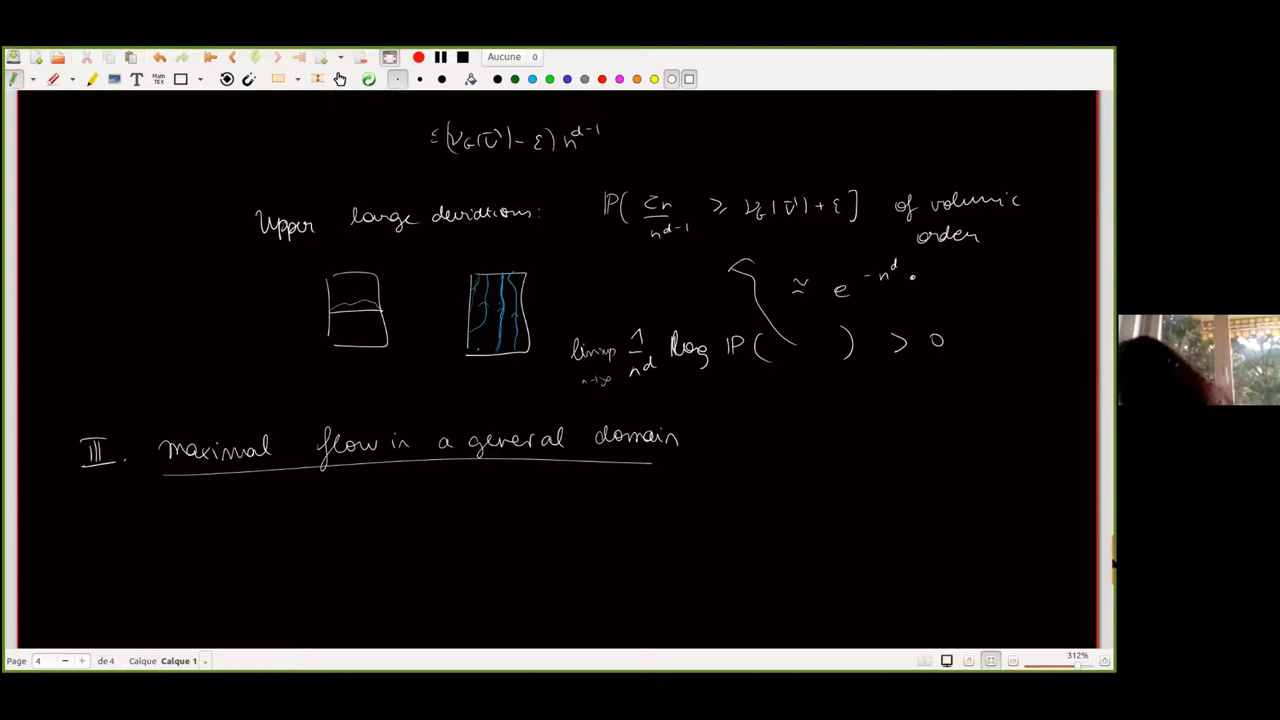 Aucune 0
= (ν_G(v) - ε) n^{d-1}
Upper large deviations: ℙ( τ_n / n^{d-1} ≥ ν_G(v) + ε ] of volumic
order
≃ e^{-n^d ·}
limsup_{n→∞} 1/n^d log ℙ( ) > 0
III. maximal flow in a general domain
Page 4 de 4 Calque Calque 1 312%